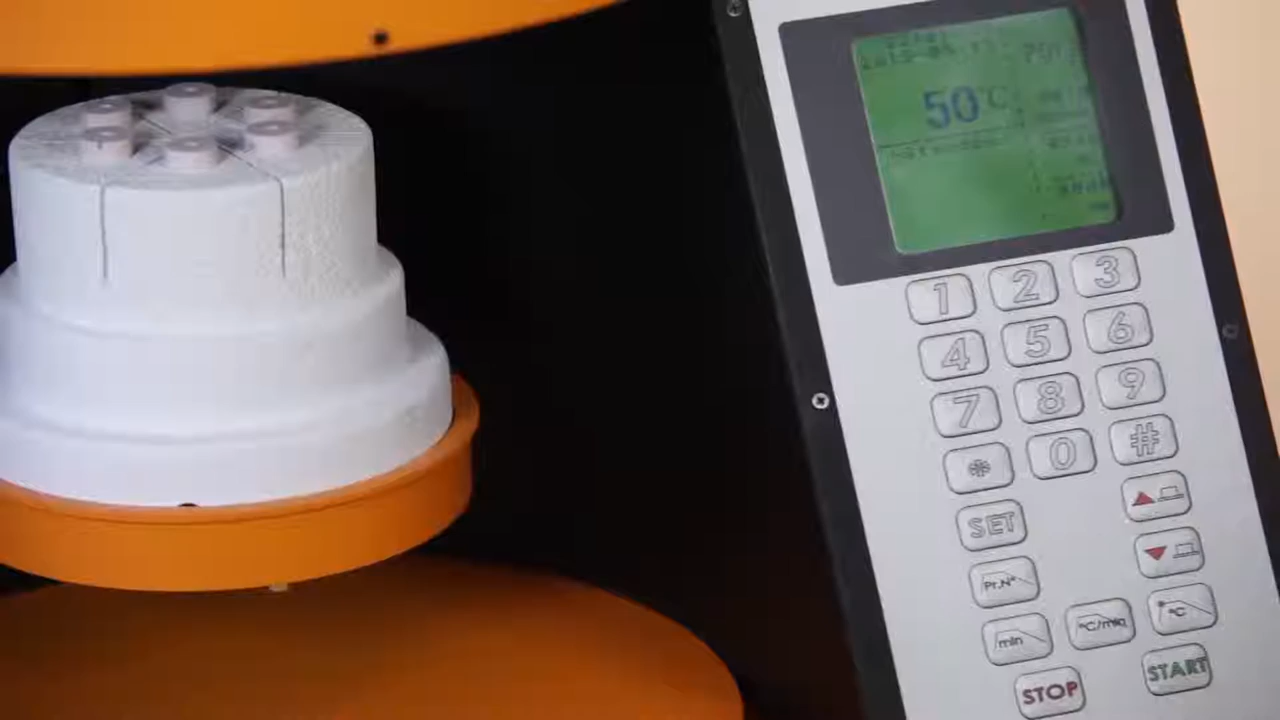 50°C
1 2 3
4 5 6
7 8 9
* 0 #
SET
Pr.N°
min °C/min °C
STOP START